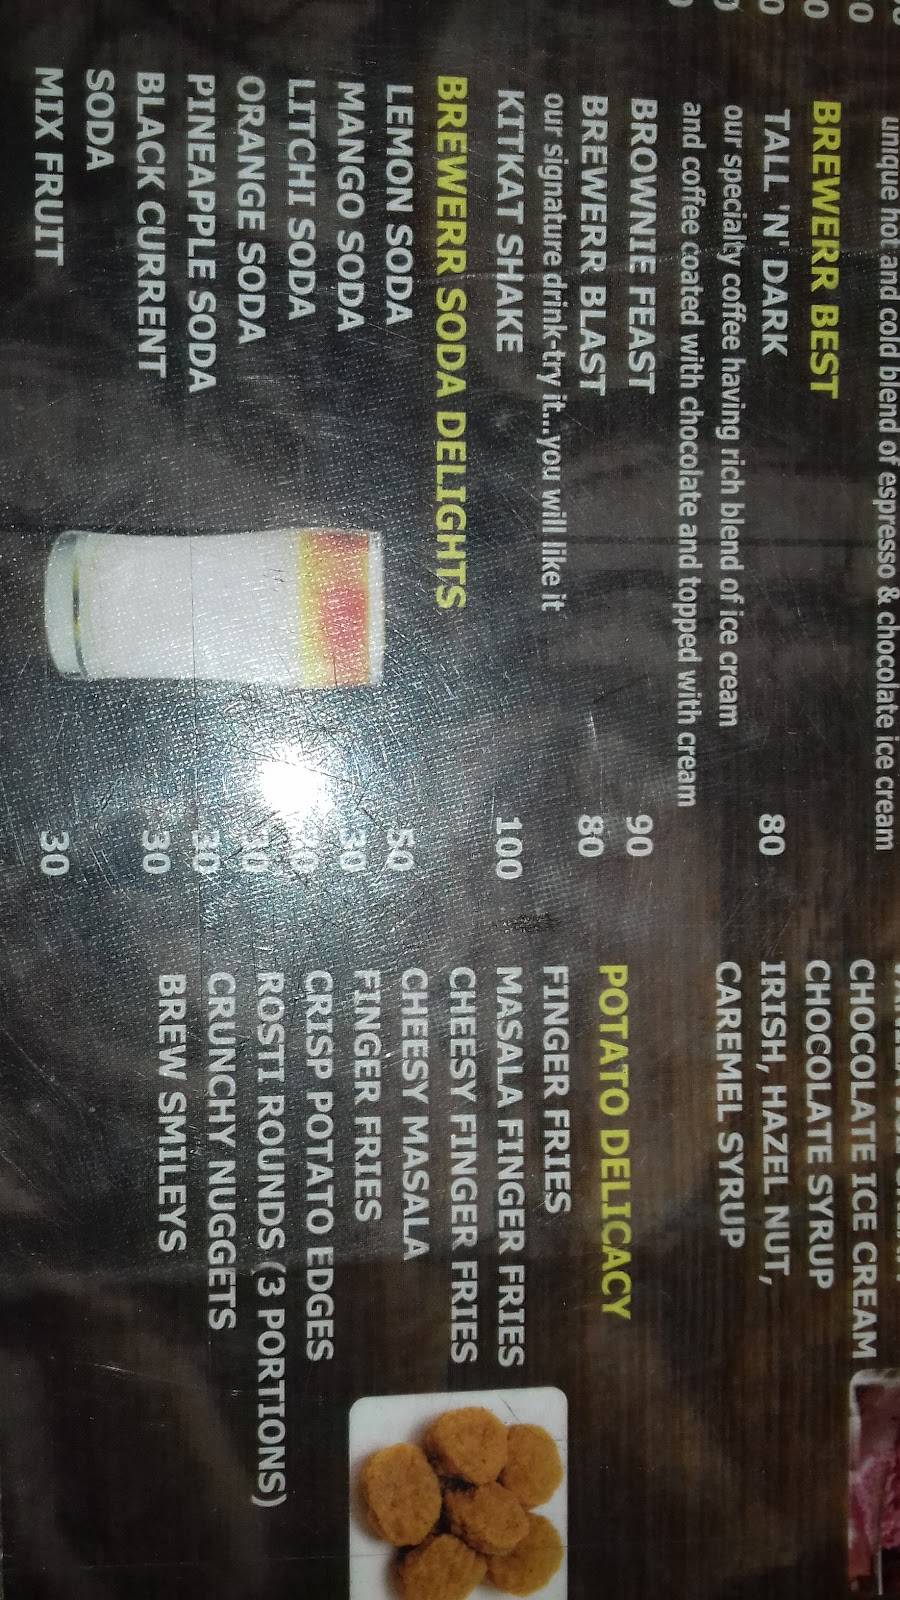 unique hot and cold blend of espresso & chocolate ice cream
BREWERR BEST
TALL 'N' DARK 80
our specialty coffee having rich blend of ice cream
and coffee coated with chocolate and topped with cream
BROWNIE FEAST 90
BREWERR BLAST 80
our signature drink-try it...you will like it
KITKAT SHAKE 100
BREWERR SODA DELIGHTS
LEMON SODA 50
MANGO SODA 30
LITCHI SODA
ORANGE SODA 30
PINEAPPLE SODA 30
BLACK CURRENT 30
SODA
MIX FRUIT 30
CHOCOLATE ICE CREAM
CHOCOLATE SYRUP
IRISH, HAZEL NUT,
CAREMEL SYRUP
POTATO DELICACY
FINGER FRIES
MASALA FINGER FRIES
CHEESY FINGER FRIES
CHEESY MASALA
FINGER FRIES
CRISP POTATO EDGES
ROSTI ROUNDS (3 PORTIONS)
CRUNCHY NUGGETS
BREW SMILEYS